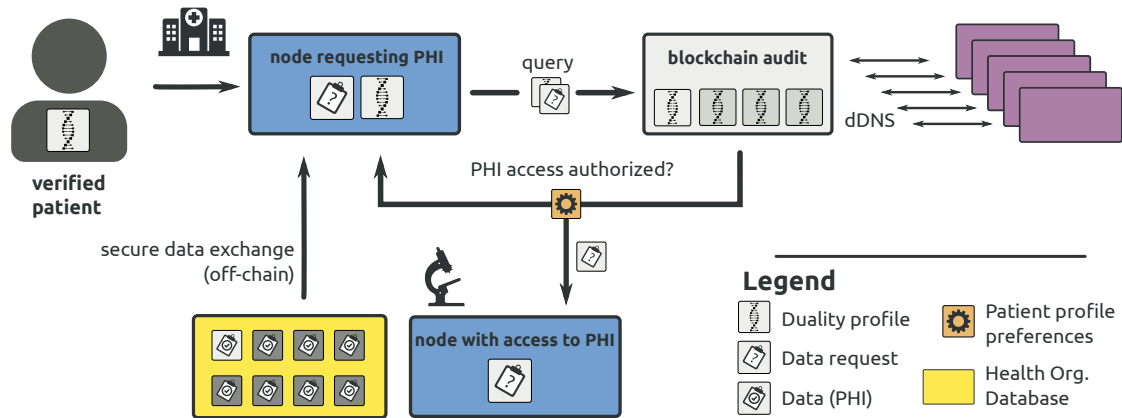 node requesting PHI
query
blockchain audit
dDNS
verified
patient
PHI access authorized?
secure data exchange
(off-chain)
?
node with access to PHI
?
Legend
Duality profile
Data request
Data (PHI)
Patient profile
preferences
Health Org.
Database